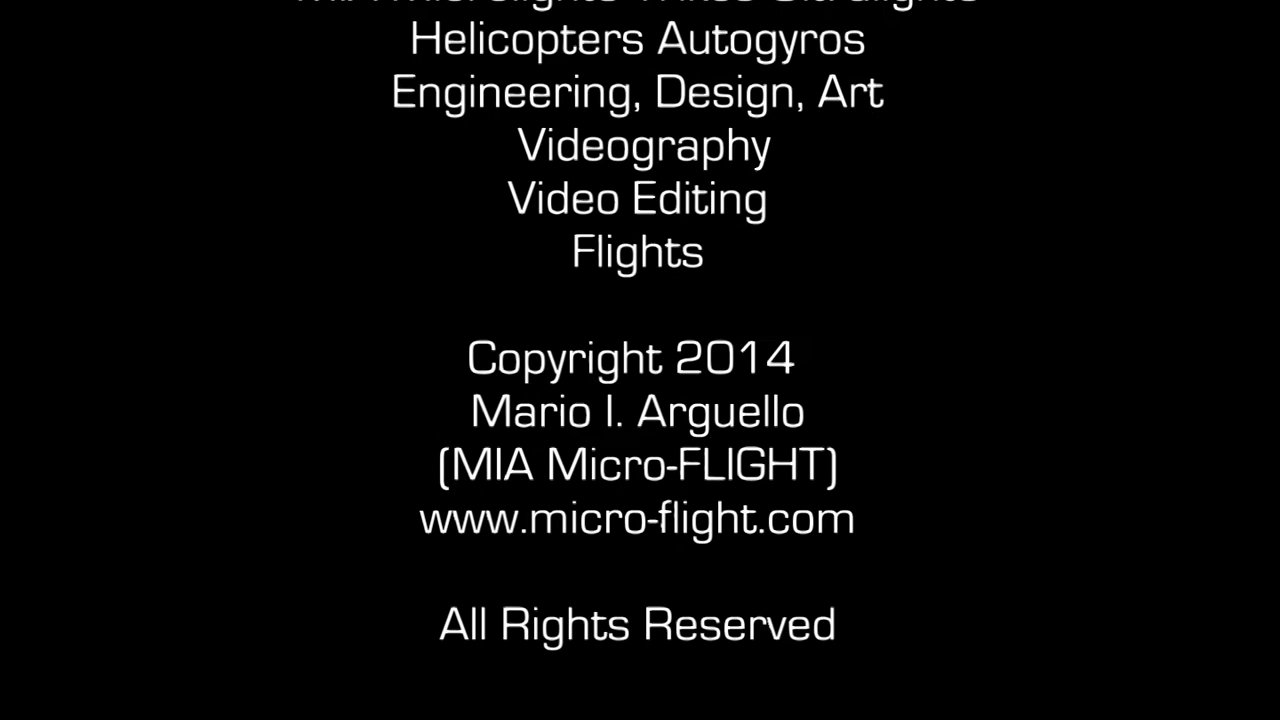 Helicopters Autogyros
Engineering, Design, Art
Videography
Video Editing
Flights
Copyright 2014
Mario I. Arguello
(MIA Micro-FLIGHT)
www.micro-flight.com
All Rights Reserved